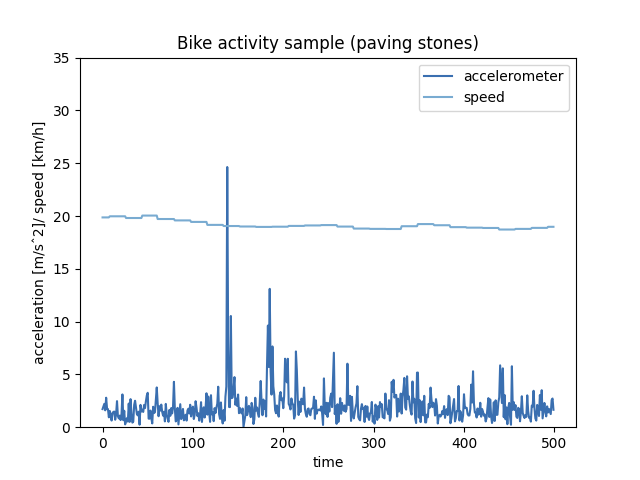 Bike activity sample (paving stones)
35
30
25
20
15
10
5
0
acceleration [m/s^2]/ speed [km/h]
accelerometer
speed
0 100 200 300 400 500
time